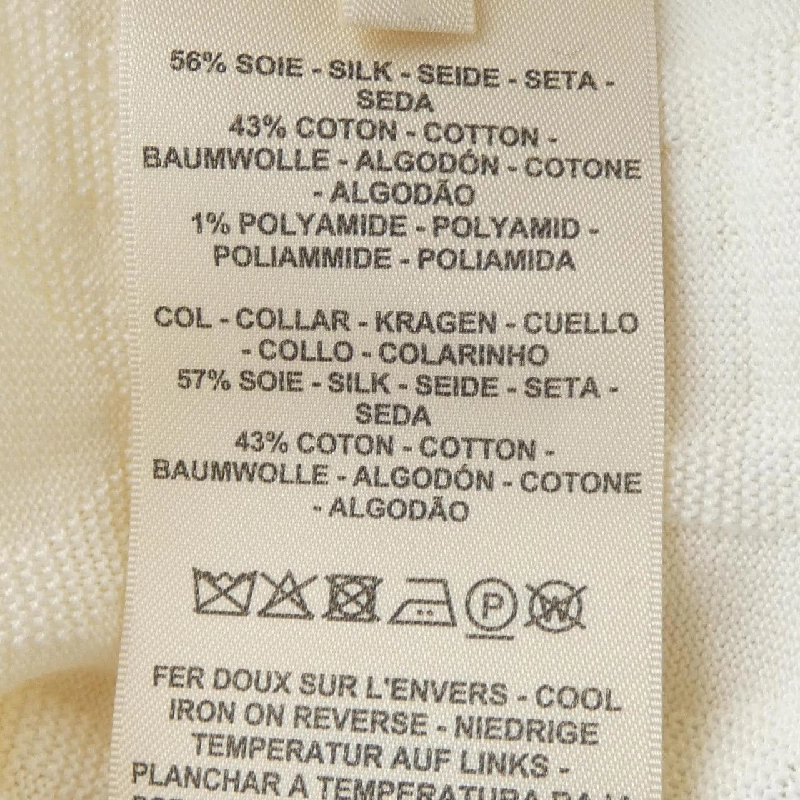 56% SOIE - SILK - SEIDE - SETA -
SEDA
43% COTON - COTTON -
BAUMWOLLE - ALGODÓN - COTONE
- ALGODÃO
1% POLYAMIDE - POLYAMID -
POLIAMMIDE - POLIAMIDA
COL - COLLAR - KRAGEN - CUELLO
- COLLO - COLARINHO
57% SOIE - SILK - SEIDE - SETA -
SEDA
43% COTON - COTTON -
BAUMWOLLE - ALGODÓN - COTONE
- ALGODÃO
P W
FER DOUX SUR L'ENVERS - COOL
IRON ON REVERSE - NIEDRIGE
TEMPERATUR AUF LINKS -
PLANCHAR A TEMPERATURA BAJA